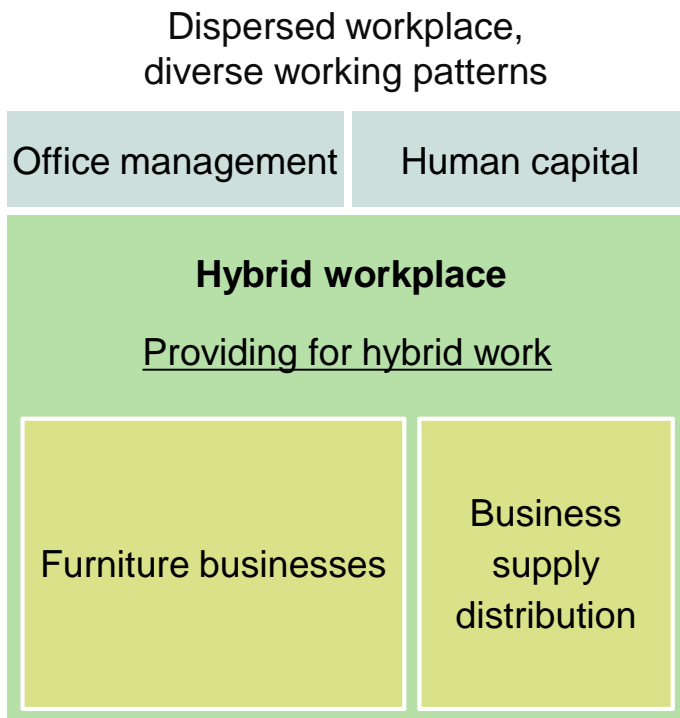 Dispersed workplace,
diverse working patterns
Office management
Human capital
Hybrid workplace
Providing for hybrid work
Furniture businesses
Business
supply
distribution